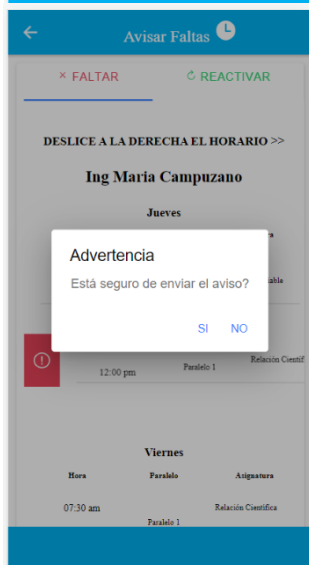 Avisar Faltas
× FALTAR
REACTIVAR
DESLICE A LA DERECHA EL HORARIO >>
Ing Maria Campuzano
Jueves
Advertencia
Está seguro de enviar el aviso?
SI NO
12:00 pm Paralelo 1 Relación Cientif
Viernes
Hora Paralelo Asignatura
07:30 am Relación Cientifica
Paralelo 1